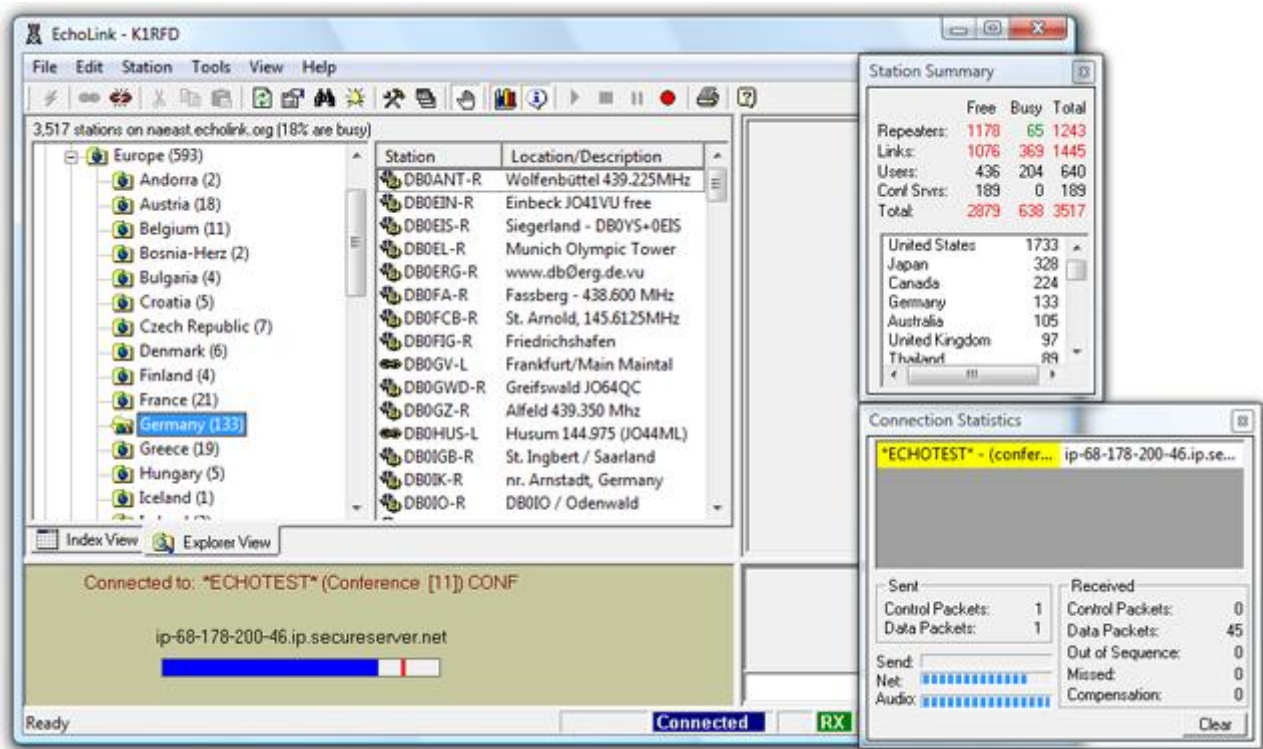 EchoLink - K1RFD
File Edit Station Tools View Help
3,517 stations on naeast.echolink.org (18% are busy)
Europe (593)
Andorra (2)
Austria (18)
Belgium (11)
Bosnia-Herz (2)
Bulgaria (4)
Croatia (5)
Czech Republic (7)
Denmark (6)
Finland (4)
France (21)
Germany (133)
Greece (19)
Hungary (5)
Iceland (1)
Station Location/Description
DB0ANT-R Wolfenbüttel 439.225MHz
DB0EIN-R Einbeck JO41VU free
DB0EIS-R Siegerland - DB0YS+0EIS
DB0EL-R Munich Olympic Tower
DB0ERG-R www.dbØerg.de.vu
DB0FA-R Fassberg - 438.600 MHz
DB0FCB-R St. Arnold, 145.6125MHz
DB0FIG-R Friedrichshafen
DB0GV-L Frankfurt/Main Maintal
DB0GWD-R Greifswald JO64QC
DB0GZ-R Alfeld 439.350 Mhz
DB0HUS-L Husum 144.975 (JO44ML)
DB0IGB-R St. Ingbert / Saarland
DB0IK-R nr. Arnstadt, Germany
DB0IO-R DB0IO / Odenwald
Index View Explorer View
Connected to: *ECHOTEST* (Conference [11]) CONF
ip-68-178-200-46.ip.secureserver.net
Ready Connected RX
Station Summary
Free Busy Total
Repeaters: 1178 65 1243
Links: 1076 369 1445
Users: 436 204 640
Conf Srvrs: 189 0 189
Total: 2879 638 3517
United States 1733
Japan 328
Canada 224
Germany 133
Australia 105
United Kingdom 97
Thailand 89
Connection Statistics
*ECHOTEST* - (confer... ip-68-178-200-46.ip.se...
Sent
Control Packets: 1
Data Packets: 1
Send:
Net:
Audio:
Received
Control Packets: 0
Data Packets: 45
Out of Sequence: 0
Missed: 0
Compensation: 0
Clear